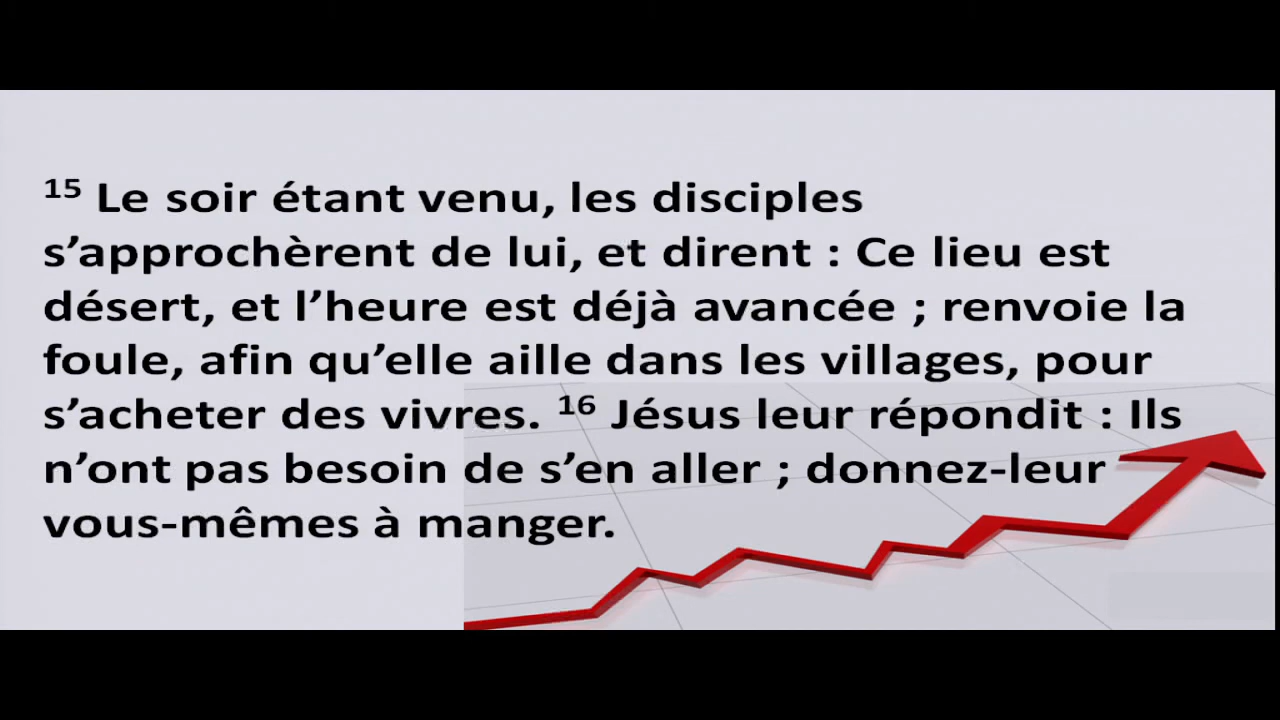 15 Le soir étant venu, les disciples
s’approchèrent de lui, et dirent : Ce lieu est
désert, et l’heure est déjà avancée ; renvoie la
foule, afin qu’elle aille dans les villages, pour
s’acheter des vivres. 16 Jésus leur répondit : Ils
n’ont pas besoin de s’en aller ; donnez-leur
vous-mêmes à manger.